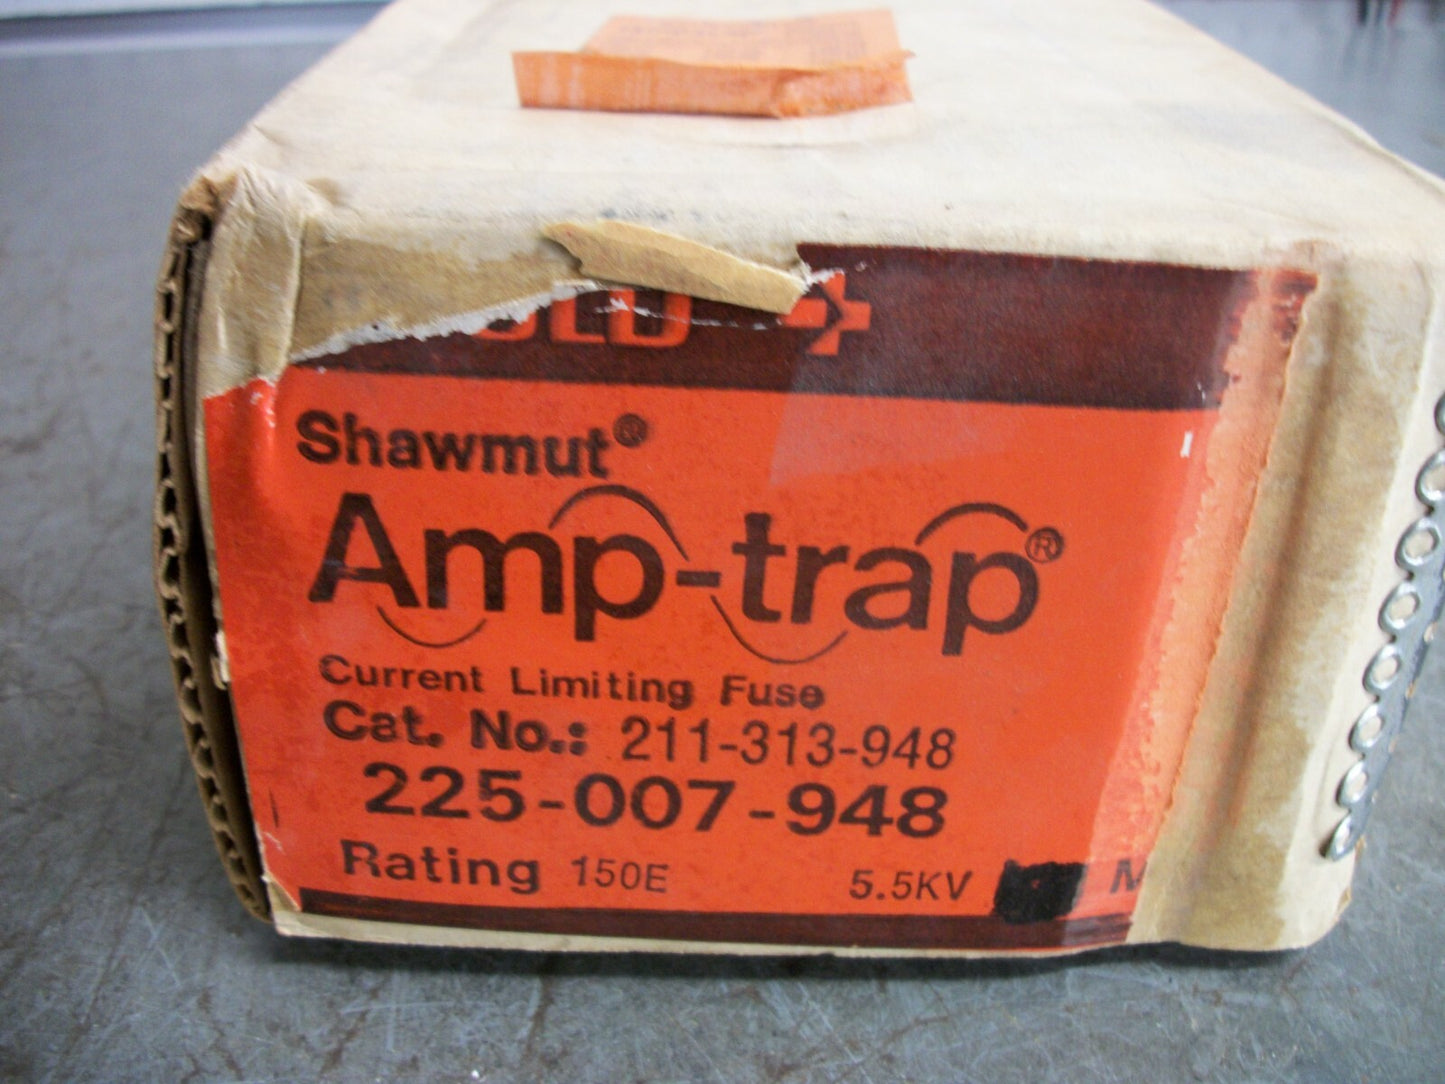 Shawmut®
Amp-trap®
Current Limiting Fuse
Cat. No.: 211-313-948
225-007-948
Rating 150E 5.5KV